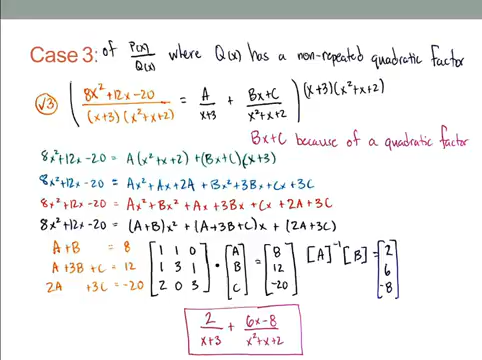 Case 3: of P(x)/Q(x) where Q(x) has a non-repeated quadratic factor
√3 ( (8x²+12x-20)/((x+3)(x²+x+2)) = A/(x+3) + (Bx+C)/(x²+x+2) ) (x+3)(x²+x+2)
Bx+C because of a quadratic factor
8x²+12x-20 = A(x²+x+2) + (Bx+C)(x+3)
8x²+12x-20 = Ax²+Ax+2A + Bx²+3Bx+Cx+3C
8x²+12x-20 = Ax²+Bx² + Ax+3Bx+Cx +2A+3C
8x²+12x-20 = (A+B)x² + (A+3B+C)x + (2A+3C)
A+B = 8
A+3B+C = 12
2A +3C = -20
[1 1 0; 1 3 1; 2 0 3] • [A; B; C] = [8; 12; -20] [A]⁻¹ [B] = [2; 6; -8]
2/(x+3) + (6x-8)/(x²+x+2)